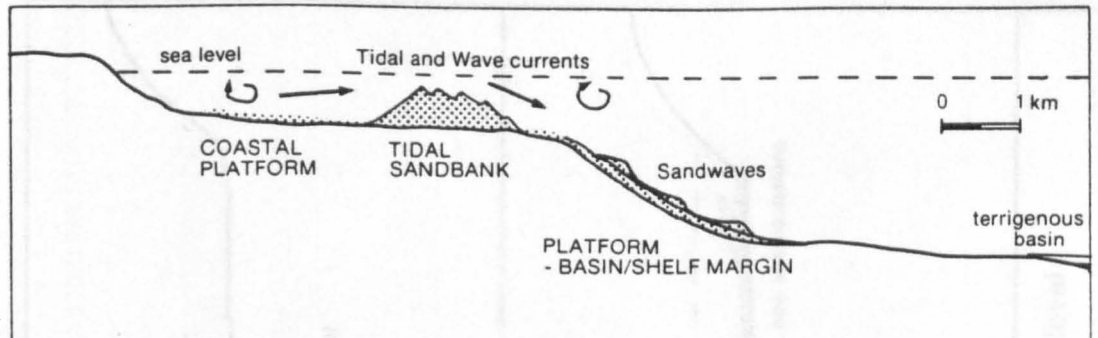 sea level
Tidal and Wave currents
0 1 km
COASTAL
PLATFORM
TIDAL
SANDBANK
Sandwaves
terrigenous
basin
PLATFORM
- BASIN/SHELF MARGIN